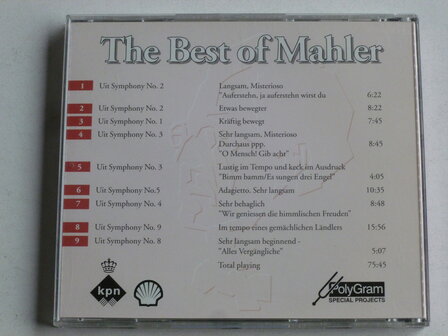 The Best of Mahler
1 Uit Symphony No. 2 Langsam, Misterioso
"Auferstehn, ja auferstehn wirst du 6:22
2 Uit Symphony No. 2 Etwas bewegter 8:22
3 Uit Symphony No. 1 Kräftig bewegt 7:45
4 Uit Symphony No. 3 Sehr langsam, Misterioso
Durchaus ppp. 8:45
"O Mensch! Gib acht"
5 Uit Symphony No. 3 Lustig im Tempo und keck im Ausdruck
"Bimm bamm/Es sungen drei Engel" 4:05
6 Uit Symphony No.5 Adagietto. Sehr langsam 10:35
7 Uit Symphony No. 4 Sehr behaglich 8:48
"Wir geniessen die himmlischen Freuden"
8 Uit Symphony No. 9 Im tempo eines gemächlichen Ländlers 15:56
9 Uit Symphony No. 8 Sehr langsam beginnend -
"Alles Vergängliche" 5:07
Total playing 75:45
kpn
PolyGram
SPECIAL PROJECTS